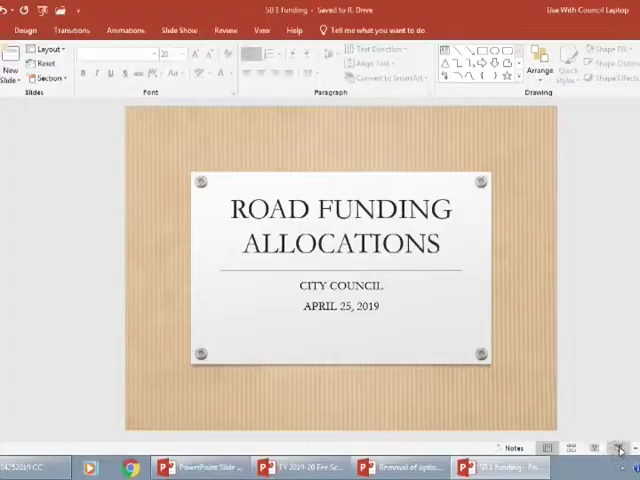 SB 1 funding - Saved to R: Drive
Use With Council Laptop
Design Transitions Animations Slide Show Review View Help Tell me what you want to do
New Slide
Layout
Reset
Section
Slides
Font
Text Direction
Align Text
Convert to SmartArt
Paragraph
Arrange
Quick Styles
Shape Fill
Shape
Shape Effects
Drawing
ROAD FUNDING
ALLOCATIONS
CITY COUNCIL
APRIL 25, 2019
Notes
04252019 CC
PowerPoint Slide ...
FY 2019-20 Fee Sc...
Removal of optio...
SB 1 funding - Po...